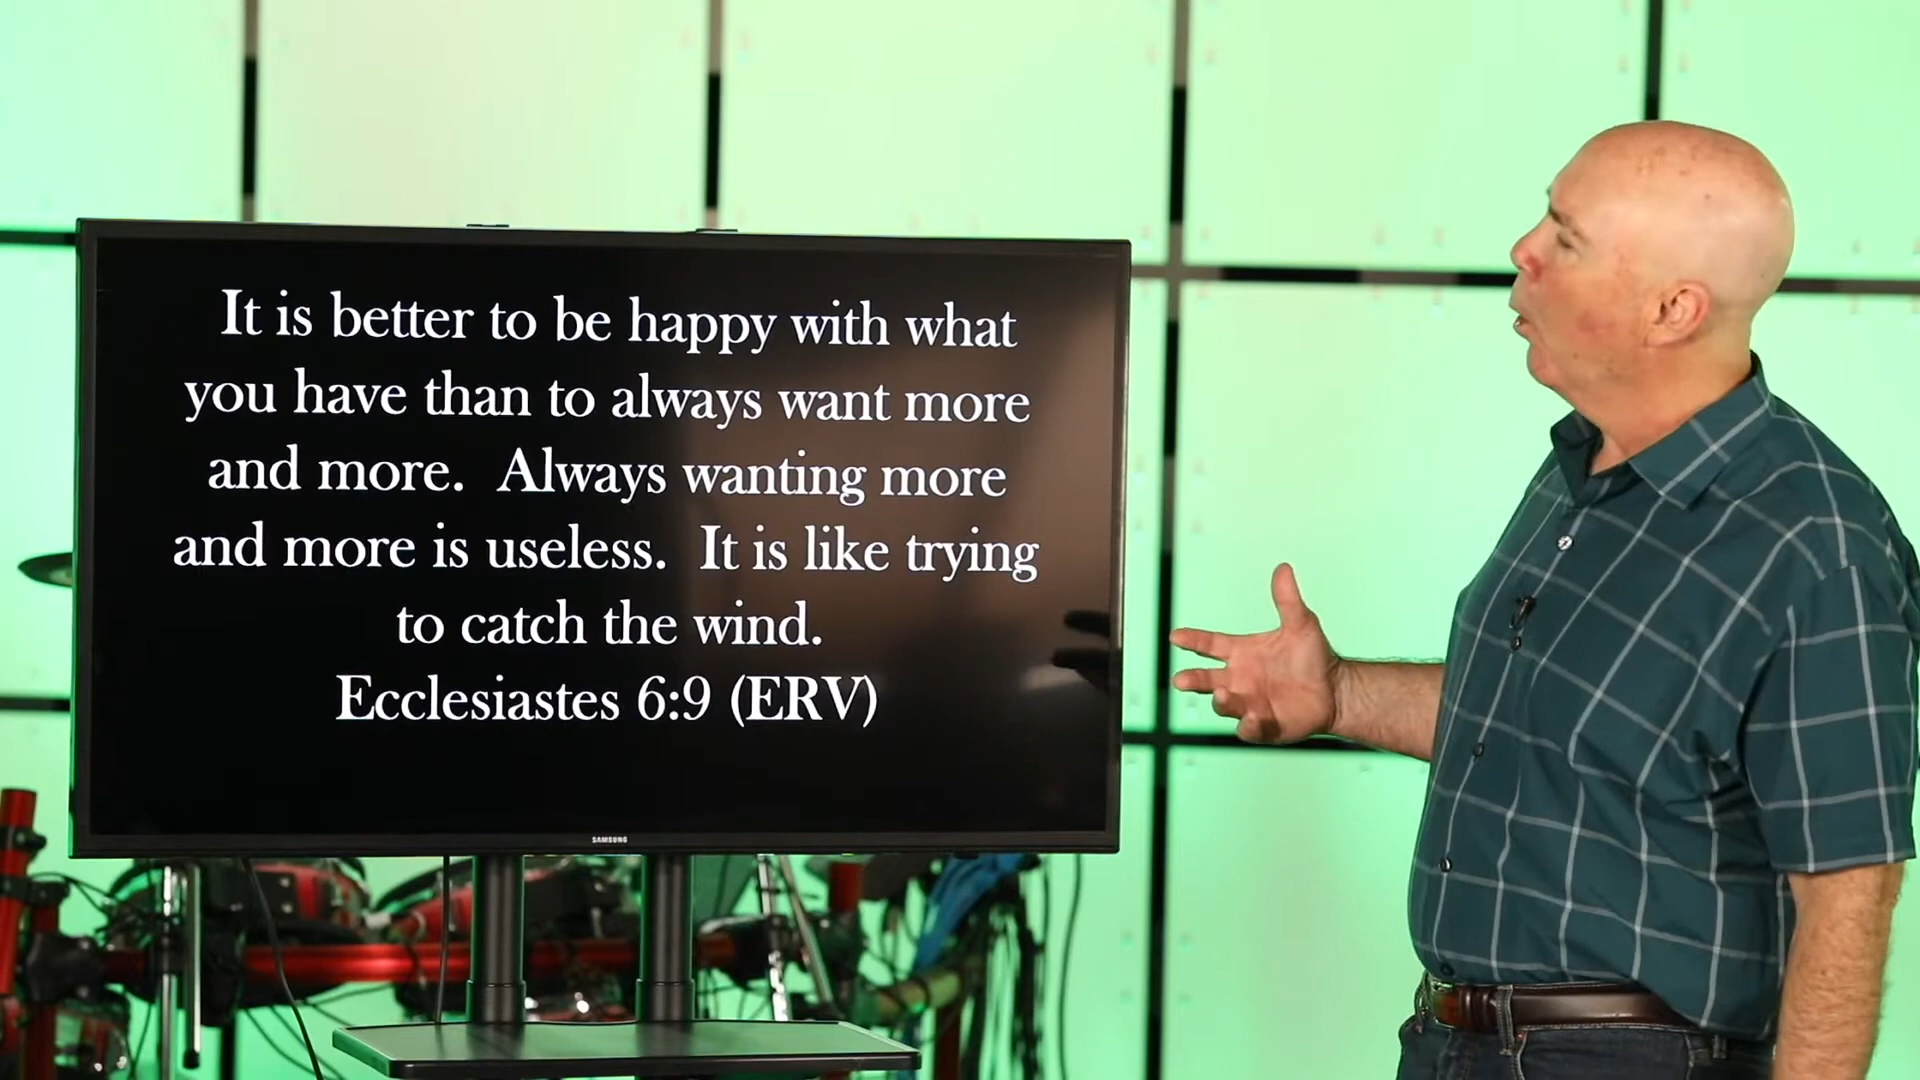 It is better to be happy with what
you have than to always want more
and more.  Always wanting more
and more is useless.  It is like trying
to catch the wind.
Ecclesiastes 6:9 (ERV)
SAMSUNG